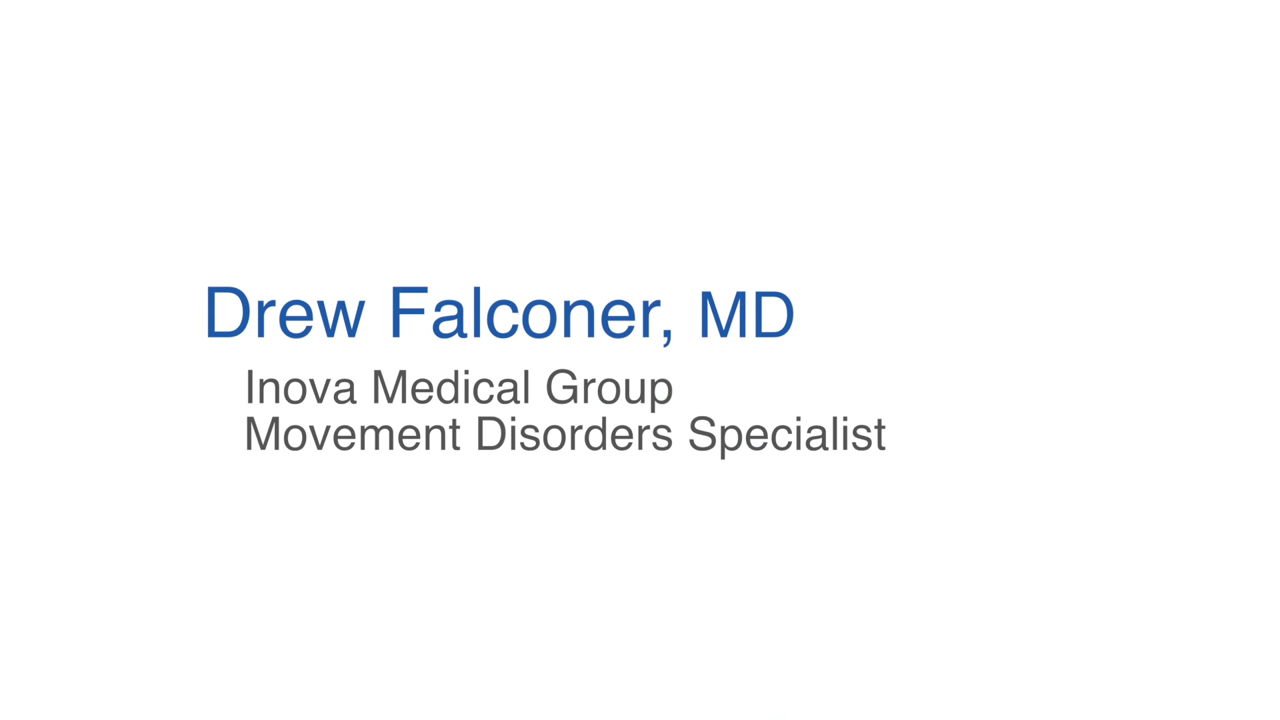 Drew Falconer, MD
Inova Medical Group
Movement Disorders Specialist